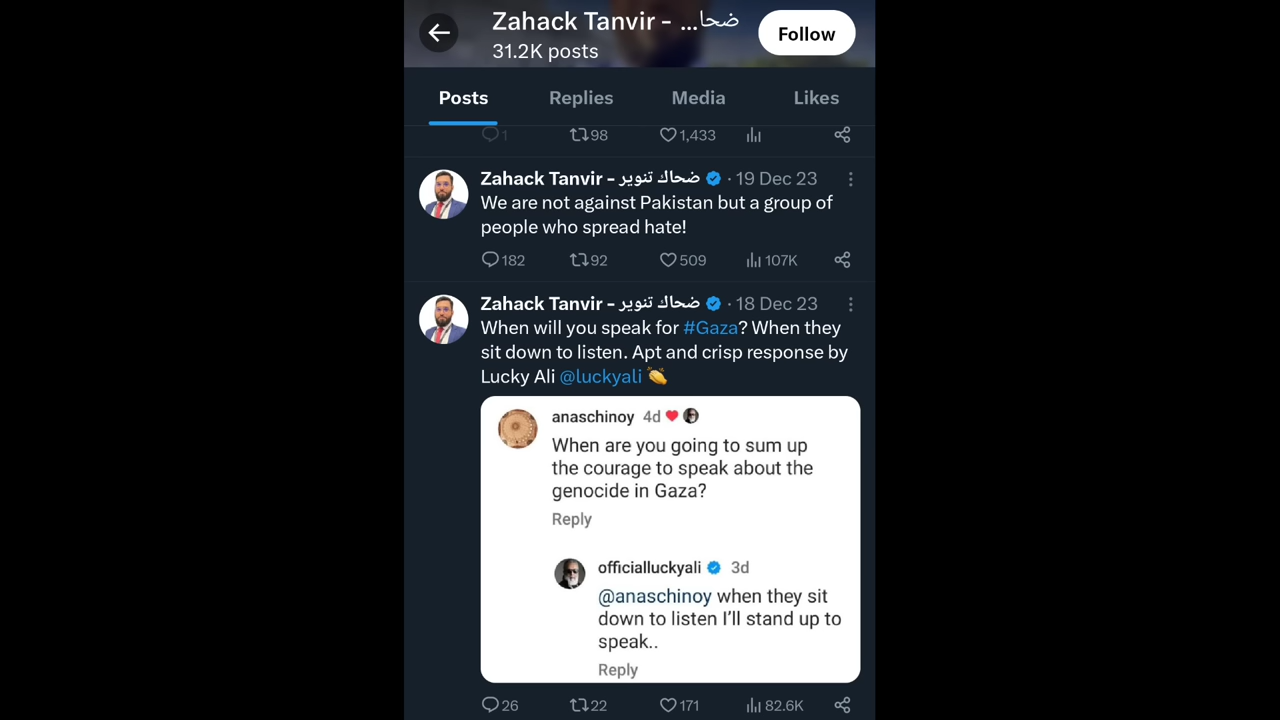 Zahack Tanvir - ...ضحا
31.2K posts
Follow
Posts Replies Media Likes
1 98 1,433
Zahack Tanvir - ضحاك تنوير · 19 Dec 23
We are not against Pakistan but a group of
people who spread hate!
182 92 509 107K
Zahack Tanvir - ضحاك تنوير · 18 Dec 23
When will you speak for #Gaza? When they
sit down to listen. Apt and crisp response by
Lucky Ali @luckyali 👏
anaschinoy 4d
When are you going to sum up
the courage to speak about the
genocide in Gaza?
Reply
officialluckyali 3d
@anaschinoy when they sit
down to listen I'll stand up to
speak..
Reply
26 22 171 82.6K